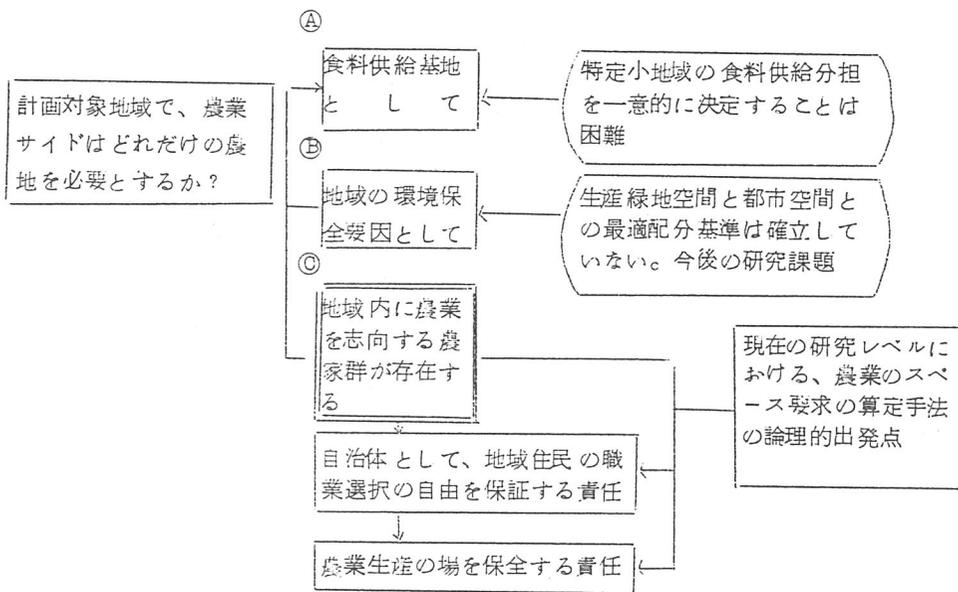 計画対象地域で、農業
サイドはどれだけの農
地を必要とするか?
Ⓐ
食料供給基地
として
特定小地域の食料供給分担
を一意的に決定することは
困難
Ⓑ
地域の環境保
全要因として
生産緑地空間と都市空間と
の最適配分基準は確立して
いない。今後の研究課題
Ⓒ
地域内に農業
を志向する農
家群が存在す
る
自治体として、地域住民の職
業選択の自由を保証する責任
農業生産の場を保全する責任
現在の研究レベルに
おける、農業のスペ
ース要求の算定手法
の論理的出発点